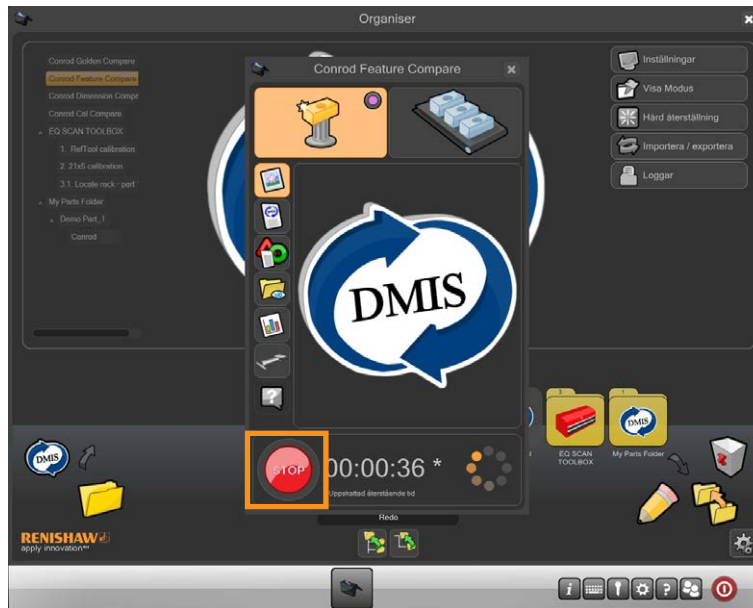 Organiser
Conrod Golden Compare
Conrod Feature Compare
Conrod Dimension Compe
Conrod Cal Compare
EQ SCAN TOOLBOX
1. RefTool calibration
2. 21x5 calibration
3.1. Locate rack - part
My Parts Folder
Demo Part_1
Conrod
Conrod Feature Compare
DMIS
Inställningar
Visa Modus
Hård återställning
Importera / exportera
Loggar
STOP
00:00:36 *
Uppskattad återstående tid
Redo
DMIS
EQ SCAN
TOOLBOX
DMIS
My Parts Folder
RENISHAW
apply innovation™